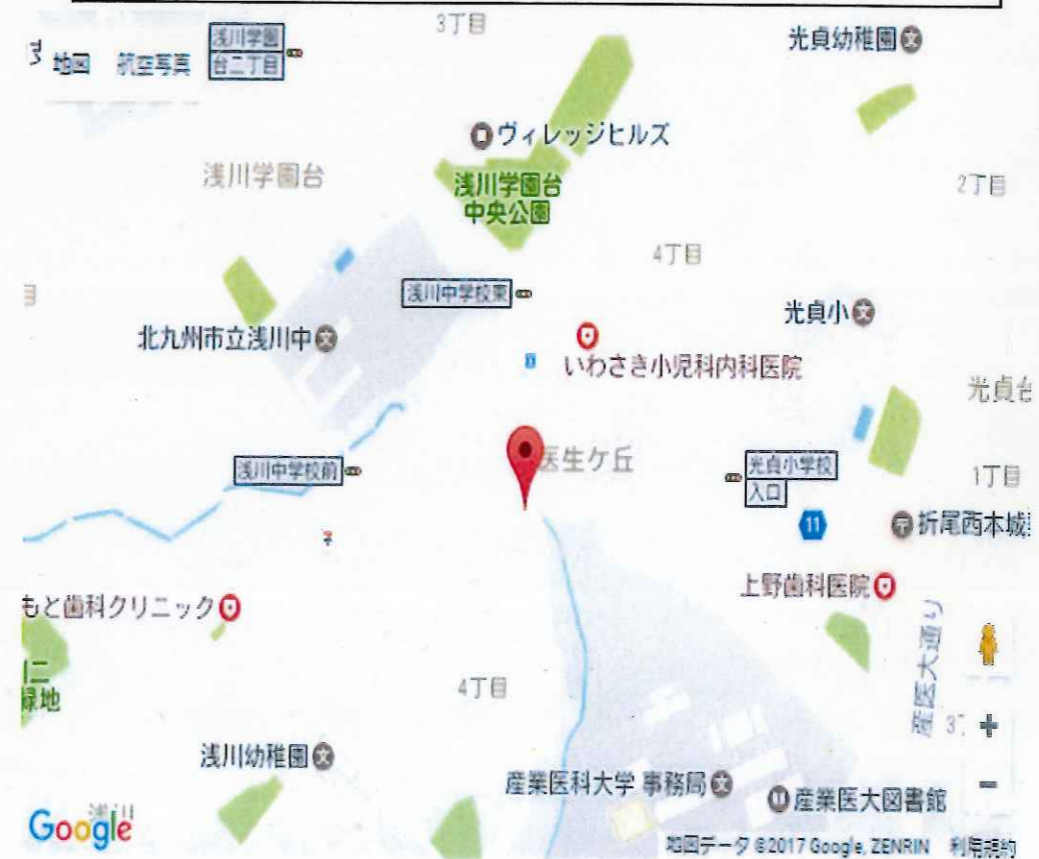 3丁目
浅川学園
台二丁目
光貞幼稚園
地図 航空写真
ヴィレッジヒルズ
浅川学園台
浅川学園台
中央公園
2丁目
4丁目
浅川中学校東
目
光貞小
北九州市立浅川中
いわさき小児科内科医院
光貞台
医生ケ丘
浅川中学校前
光貞小学校
入口
1丁目
11
折尾西本城
上野歯科医院
もと歯科クリニック
産医大通り
緑地
4丁目
浅川幼稚園
産業医科大学 事務局
産業医大図書館
浅川
Google
地図データ ©2017 Google, ZENRIN 利用規約